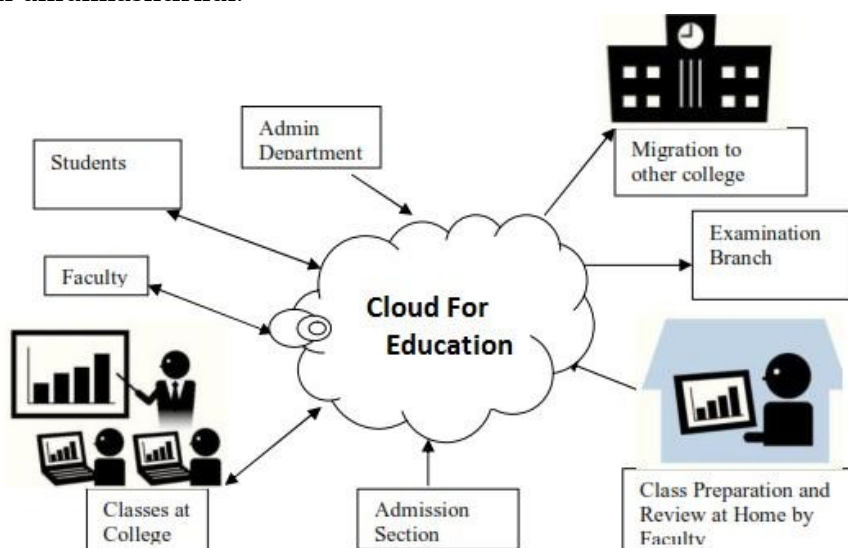 Admin
Department
Students
Migration to
other college
Examination
Branch
Faculty
Cloud For
Education
Classes at
College
Admission
Section
Class Preparation and
Review at Home by
Faculty